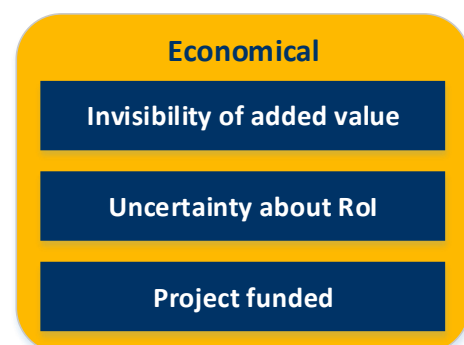 Economical
Invisibility of added value
Uncertainty about RoI
Project funded